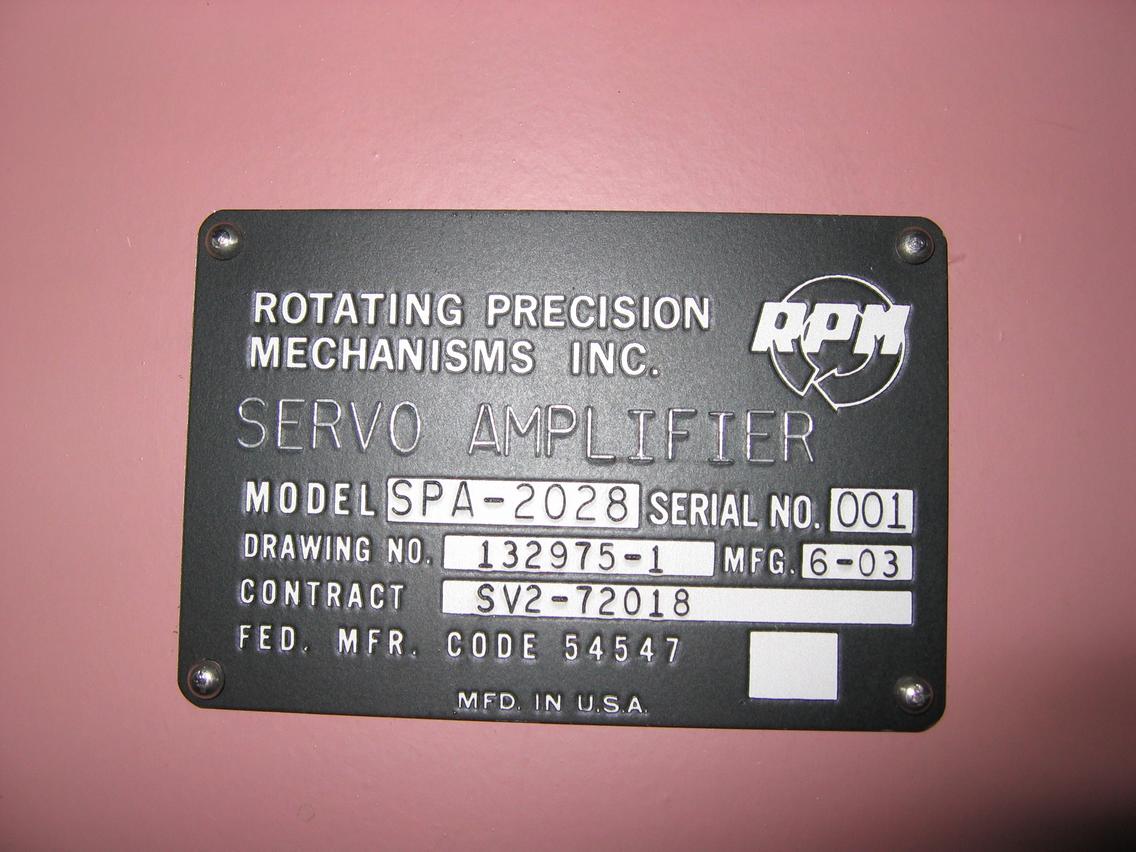 ROTATING PRECISION
MECHANISMS INC.
RPM
SERVO AMPLIFIER
MODEL SPA-2028 SERIAL NO. 001
DRAWING NO. 132975-1 MFG. 6-03
CONTRACT SV2-72018
FED. MFR. CODE 54547
MFD. IN U.S.A.